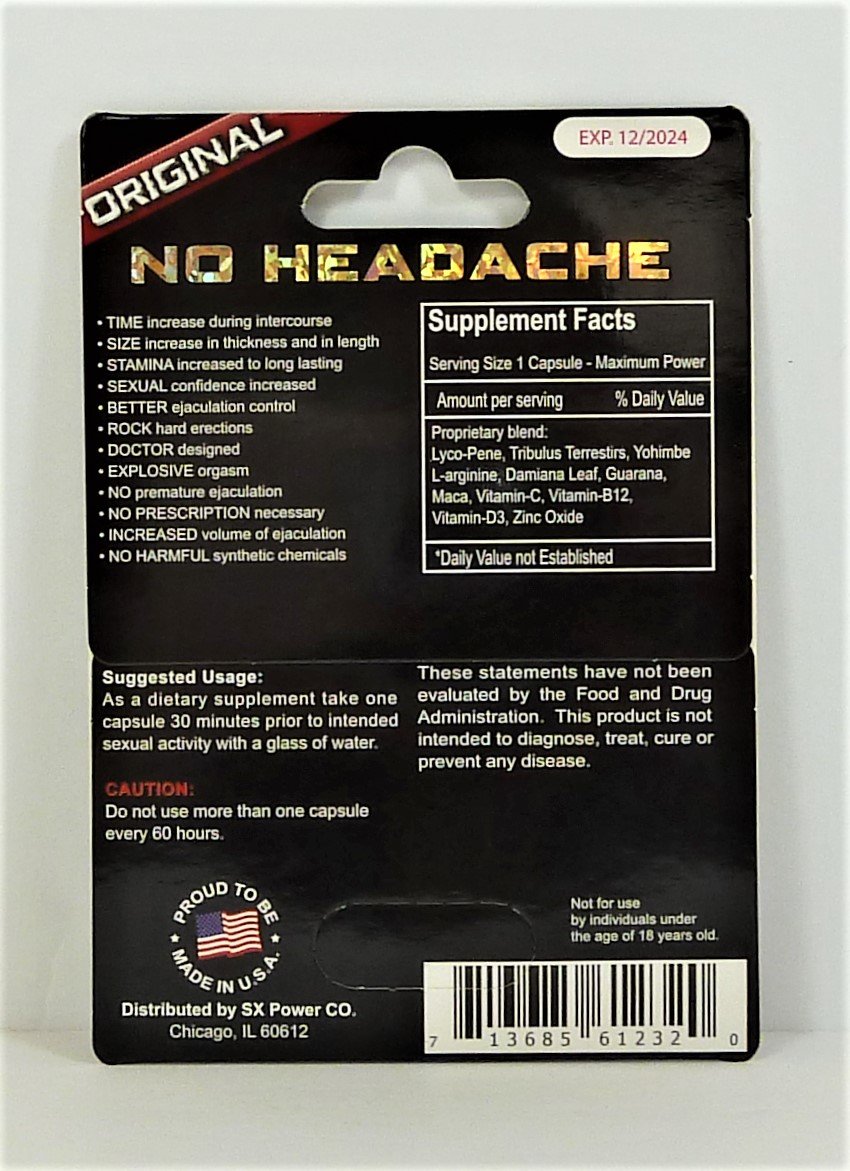 ORIGINAL
EXP. 12/2024
NO HEADACHE
• TIME increase during intercourse
• SIZE increase in thickness and in length
• STAMINA increased to long lasting
• SEXUAL confidence increased
• BETTER ejaculation control
• ROCK hard erections
• DOCTOR designed
• EXPLOSIVE orgasm
• NO premature ejaculation
• NO PRESCRIPTION necessary
• INCREASED volume of ejaculation
• NO HARMFUL synthetic chemicals
Supplement Facts
Serving Size 1 Capsule - Maximum Power
Amount per serving % Daily Value
Proprietary blend:
Lyco-Pene, Tribulus Terrestirs, Yohimbe
L-arginine, Damiana Leaf, Guarana,
Maca, Vitamin-C, Vitamin-B12,
Vitamin-D3, Zinc Oxide
*Daily Value not Established
Suggested Usage:
As a dietary supplement take one
capsule 30 minutes prior to intended
sexual activity with a glass of water.
CAUTION:
Do not use more than one capsule
every 60 hours.
These statements have not been
evaluated by the Food and Drug
Administration. This product is not
intended to diagnose, treat, cure or
prevent any disease.
PROUD TO BE
★ MADE IN U.S.A. ★
Distributed by SX Power CO.
Chicago, IL 60612
Not for use
by individuals under
the age of 18 years old.
7 13685 61232 0